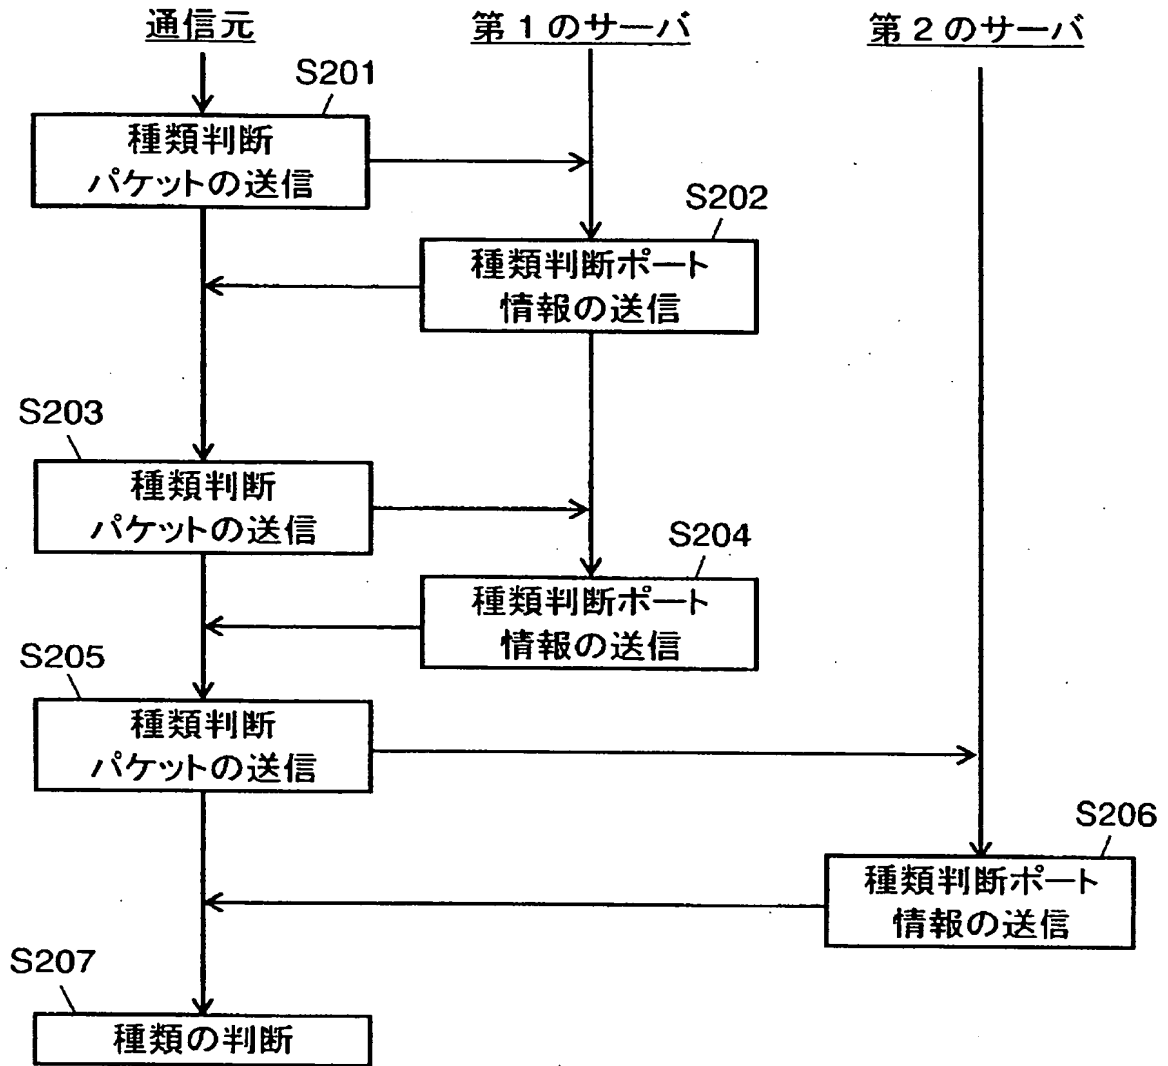 通信元
第1のサーバ
第2のサーバ
S201
種類判断
パケットの送信
S202
種類判断ポート
情報の送信
S203
種類判断
パケットの送信
S204
種類判断ポート
情報の送信
S205
種類判断
パケットの送信
S206
種類判断ポート
情報の送信
S207
種類の判断